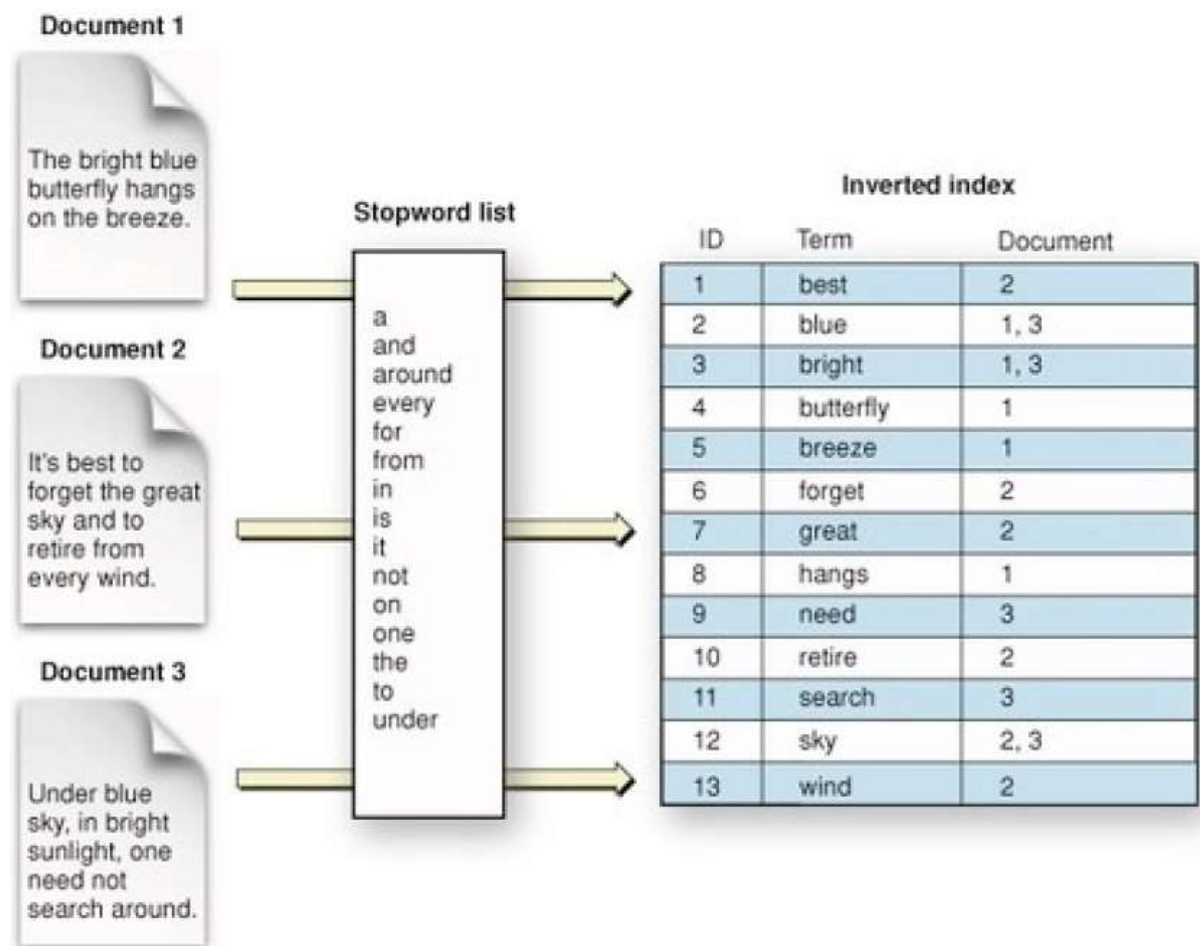 Document 1
The bright blue
butterfly hangs
on the breeze.
Document 2
It's best to
forget the great
sky and to
retire from
every wind.
Document 3
Under blue
sky, in bright
sunlight, one
need not
search around.
Stopword list
a
and
around
every
for
from
in
is
it
not
on
one
the
to
under
Inverted index
ID Term Document
1 best 2
2 blue 1, 3
3 bright 1, 3
4 butterfly 1
5 breeze 1
6 forget 2
7 great 2
8 hangs 1
9 need 3
10 retire 2
11 search 3
12 sky 2, 3
13 wind 2